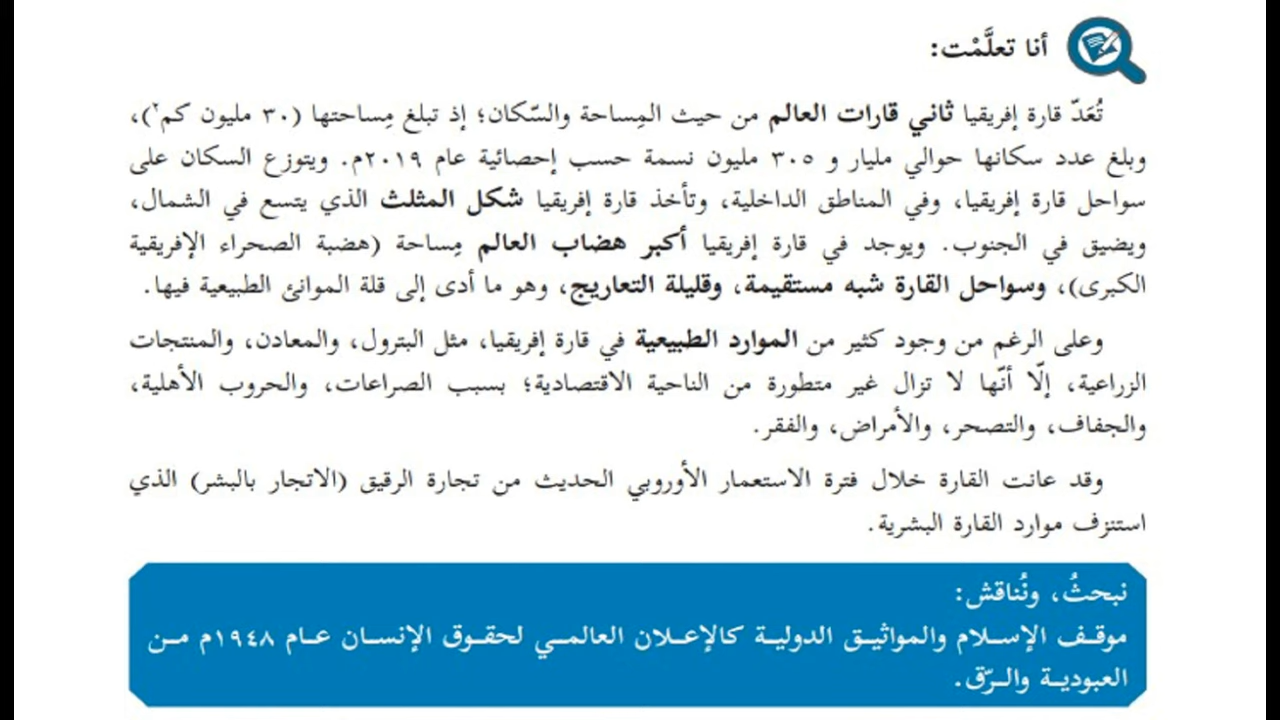 أنا تعلَّمْت:
تُعَدّ قارة إفريقيا ثاني قارات العالم من حيث المِساحة والسّكان؛ إذ تبلغ مِساحتها (٣٠ مليون كم٢)،
وبلغ عدد سكانها حوالي مليار و ٣٠٥ مليون نسمة حسب إحصائية عام ٢٠١٩م. ويتوزع السكان على
سواحل قارة إفريقيا، وفي المناطق الداخلية، وتأخذ قارة إفريقيا شكل المثلث الذي يتسع في الشمال،
ويضيق في الجنوب. ويوجد في قارة إفريقيا أكبر هضاب العالم مِساحة (هضبة الصحراء الإفريقية
الكبرى)، وسواحل القارة شبه مستقيمة، وقليلة التعاريج، وهو ما أدى إلى قلة الموانئ الطبيعية فيها.
وعلى الرغم من وجود كثير من الموارد الطبيعية في قارة إفريقيا، مثل البترول، والمعادن، والمنتجات
الزراعية، إلّا أنّها لا تزال غير متطورة من الناحية الاقتصادية؛ بسبب الصراعات، والحروب الأهلية،
والجفاف، والتصحر، والأمراض، والفقر.
وقد عانت القارة خلال فترة الاستعمار الأوروبي الحديث من تجارة الرقيق (الاتجار بالبشر) الذي
استنزف موارد القارة البشرية.
نبحثُ، ونُناقش:
موقف الإسلام والمواثيق الدولية كالإعلان العالمي لحقوق الإنسان عام ١٩٤٨م من
العبودية والرّق.